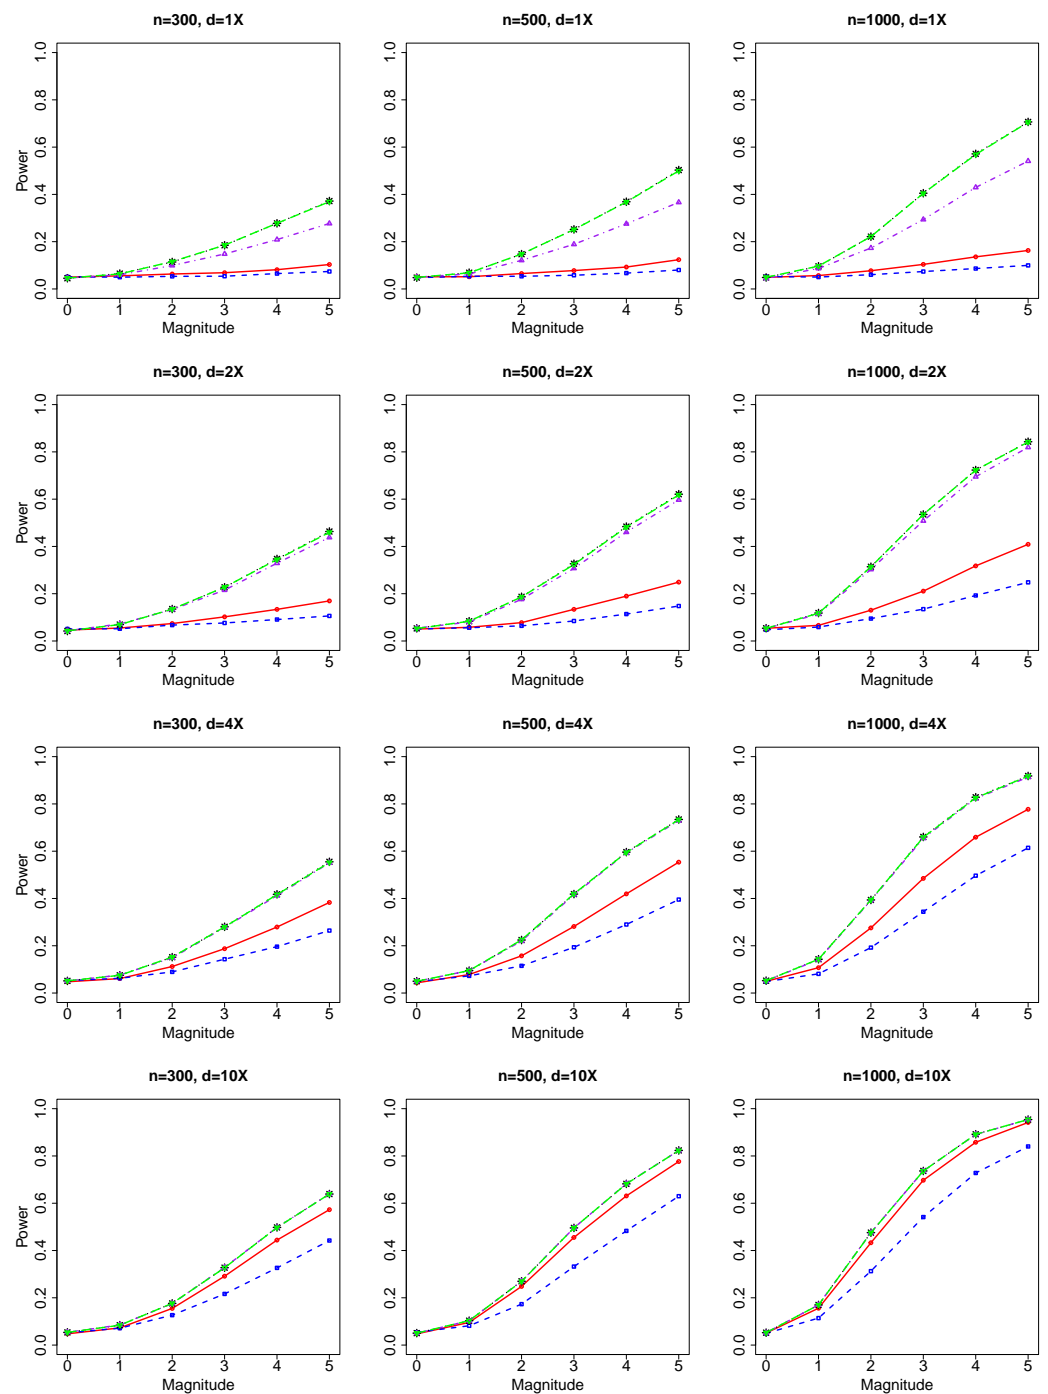 n=300, d=1X
n=500, d=1X
n=1000, d=1X
Power
0.0 0.2 0.4 0.6 0.8 1.0
0.0 0.2 0.4 0.6 0.8 1.0
0.0 0.2 0.4 0.6 0.8 1.0
0 1 2 3 4 5
0 1 2 3 4 5
0 1 2 3 4 5
Magnitude
Magnitude
Magnitude
n=300, d=2X
n=500, d=2X
n=1000, d=2X
Power
0.0 0.2 0.4 0.6 0.8 1.0
0.0 0.2 0.4 0.6 0.8 1.0
0.0 0.2 0.4 0.6 0.8 1.0
0 1 2 3 4 5
0 1 2 3 4 5
0 1 2 3 4 5
Magnitude
Magnitude
Magnitude
n=300, d=4X
n=500, d=4X
n=1000, d=4X
Power
0.0 0.2 0.4 0.6 0.8 1.0
0.0 0.2 0.4 0.6 0.8 1.0
0.0 0.2 0.4 0.6 0.8 1.0
0 1 2 3 4 5
0 1 2 3 4 5
0 1 2 3 4 5
Magnitude
Magnitude
Magnitude
n=300, d=10X
n=500, d=10X
n=1000, d=10X
Power
0.0 0.2 0.4 0.6 0.8 1.0
0.0 0.2 0.4 0.6 0.8 1.0
0.0 0.2 0.4 0.6 0.8 1.0
0 1 2 3 4 5
0 1 2 3 4 5
0 1 2 3 4 5
Magnitude
Magnitude
Magnitude